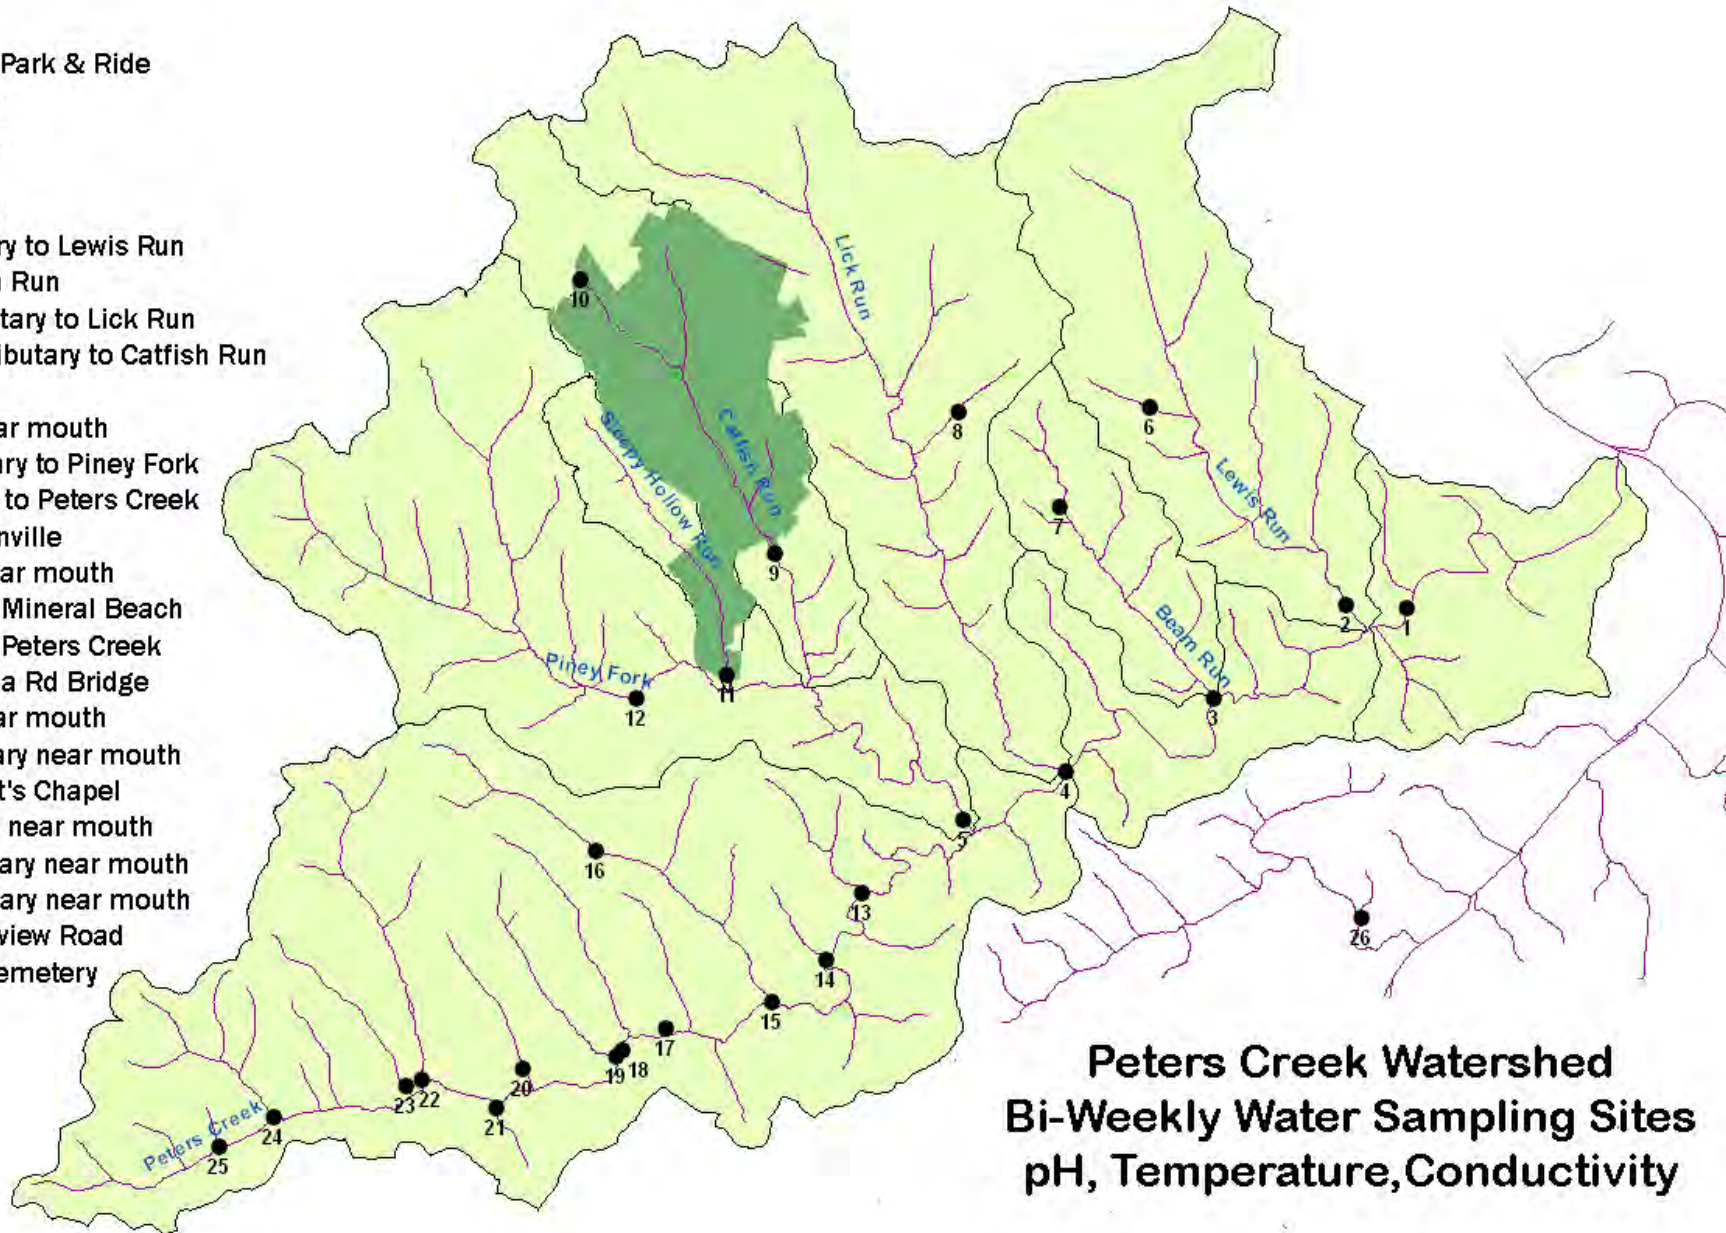 Park & Ride
ry to Lewis Run
Run
tary to Lick Run
ibutary to Catfish Run
ar mouth
ary to Piney Fork
to Peters Creek
nville
ar mouth
Mineral Beach
Peters Creek
a Rd Bridge
ar mouth
ary near mouth
t's Chapel
near mouth
ary near mouth
ary near mouth
view Road
emetery
Lick Run
10
Sleepy Hollow Run
Catfish Run
8
6
Lewis Run
7
9
2
1
Beam Run
Piney Fork
11
12
3
4
5
16
13
26
14
15
17
18
19
20
21
22
23
24
25
Peters Creek
Peters Creek Watershed
Bi-Weekly Water Sampling Sites
pH, Temperature,Conductivity